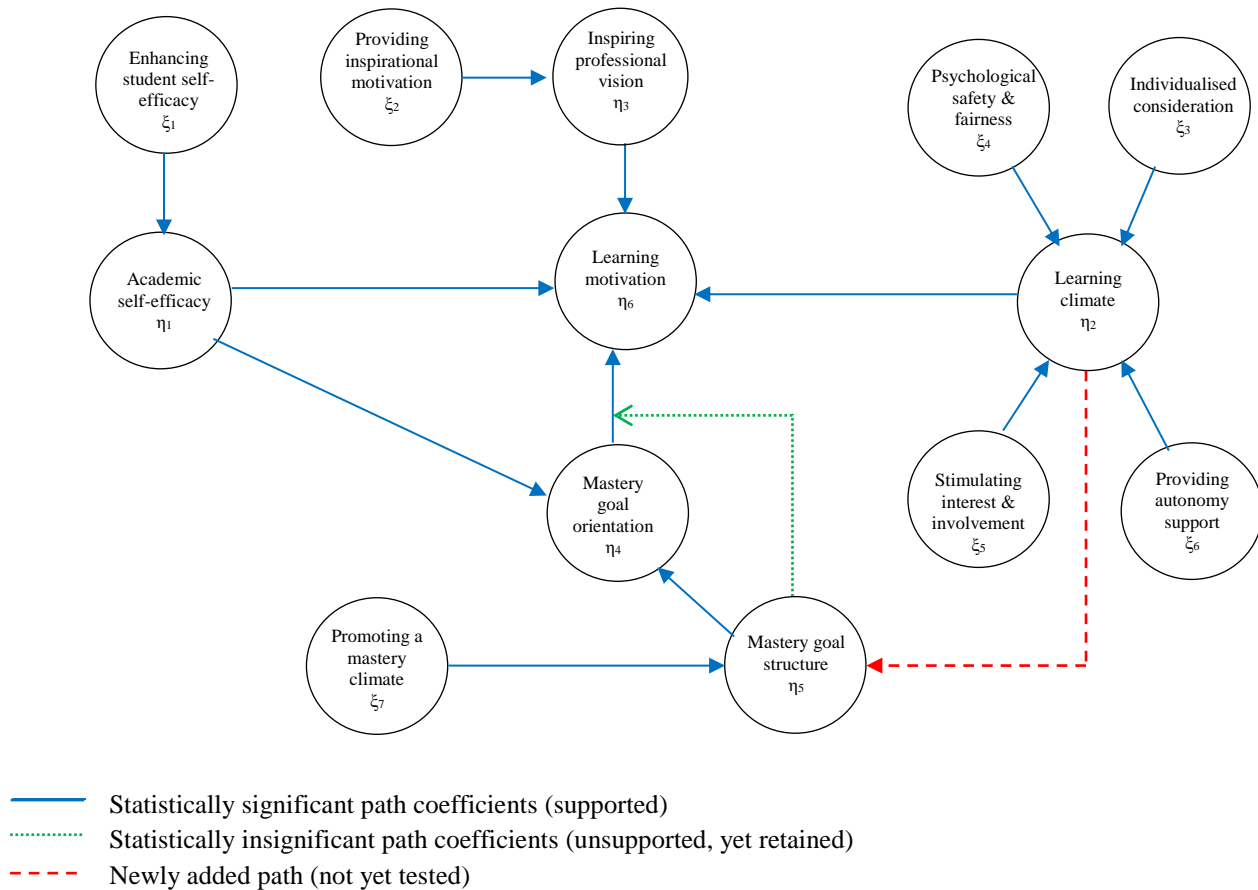 Enhancing
student self-
efficacy
ξ1
Providing
inspirational
motivation
ξ2
Inspiring
professional
vision
η3
Psychological
safety &
fairness
ξ4
Individualised
consideration
ξ3
Academic
self-efficacy
η1
Learning
motivation
η6
Learning
climate
η2
Mastery
goal
orientation
η4
Stimulating
interest &
involvement
ξ5
Providing
autonomy
support
ξ6
Promoting a
mastery
climate
ξ7
Mastery goal
structure
η5
Statistically significant path coefficients (supported)
Statistically insignificant path coefficients (unsupported, yet retained)
Newly added path (not yet tested)